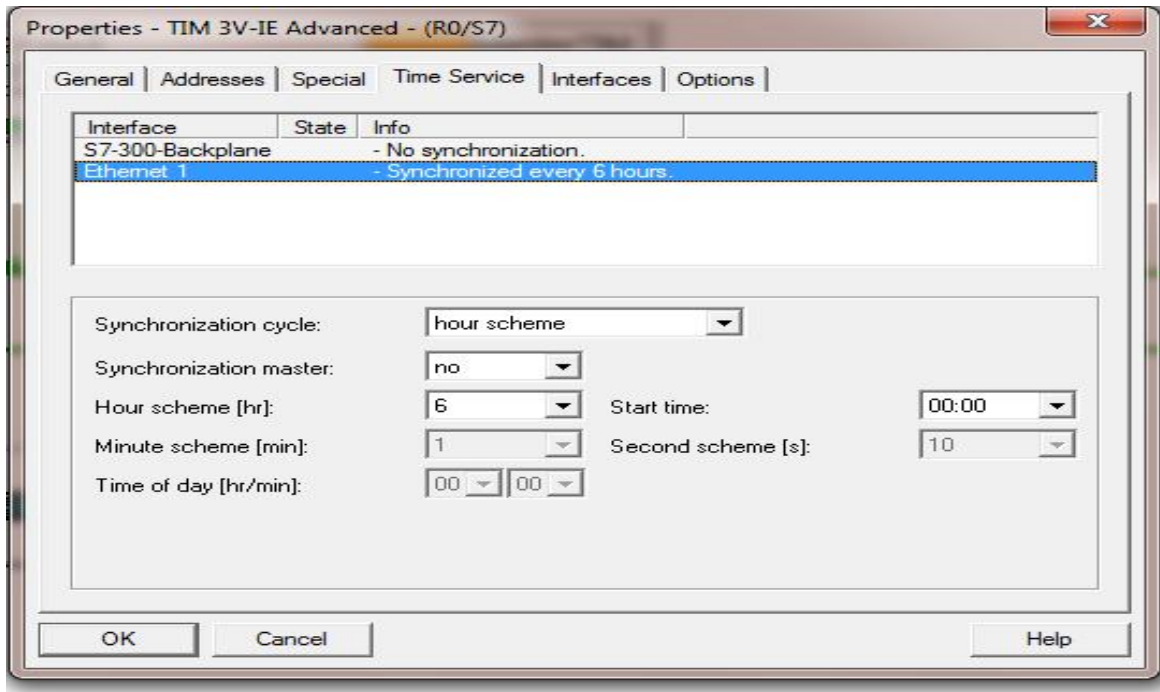 Properties - TIM 3V-IE Advanced - (R0/S7)
General Addresses Special Time Service Interfaces Options
Interface State Info
S7-300-Backplane - No synchronization.
Ethernet 1 - Synchronized every 6 hours.
Synchronization cycle: hour scheme
Synchronization master: no
Hour scheme [hr]: 6 Start time: 00:00
Minute scheme [min]: 1 Second scheme [s]: 10
Time of day [hr/min]: 00 00
OK Cancel Help